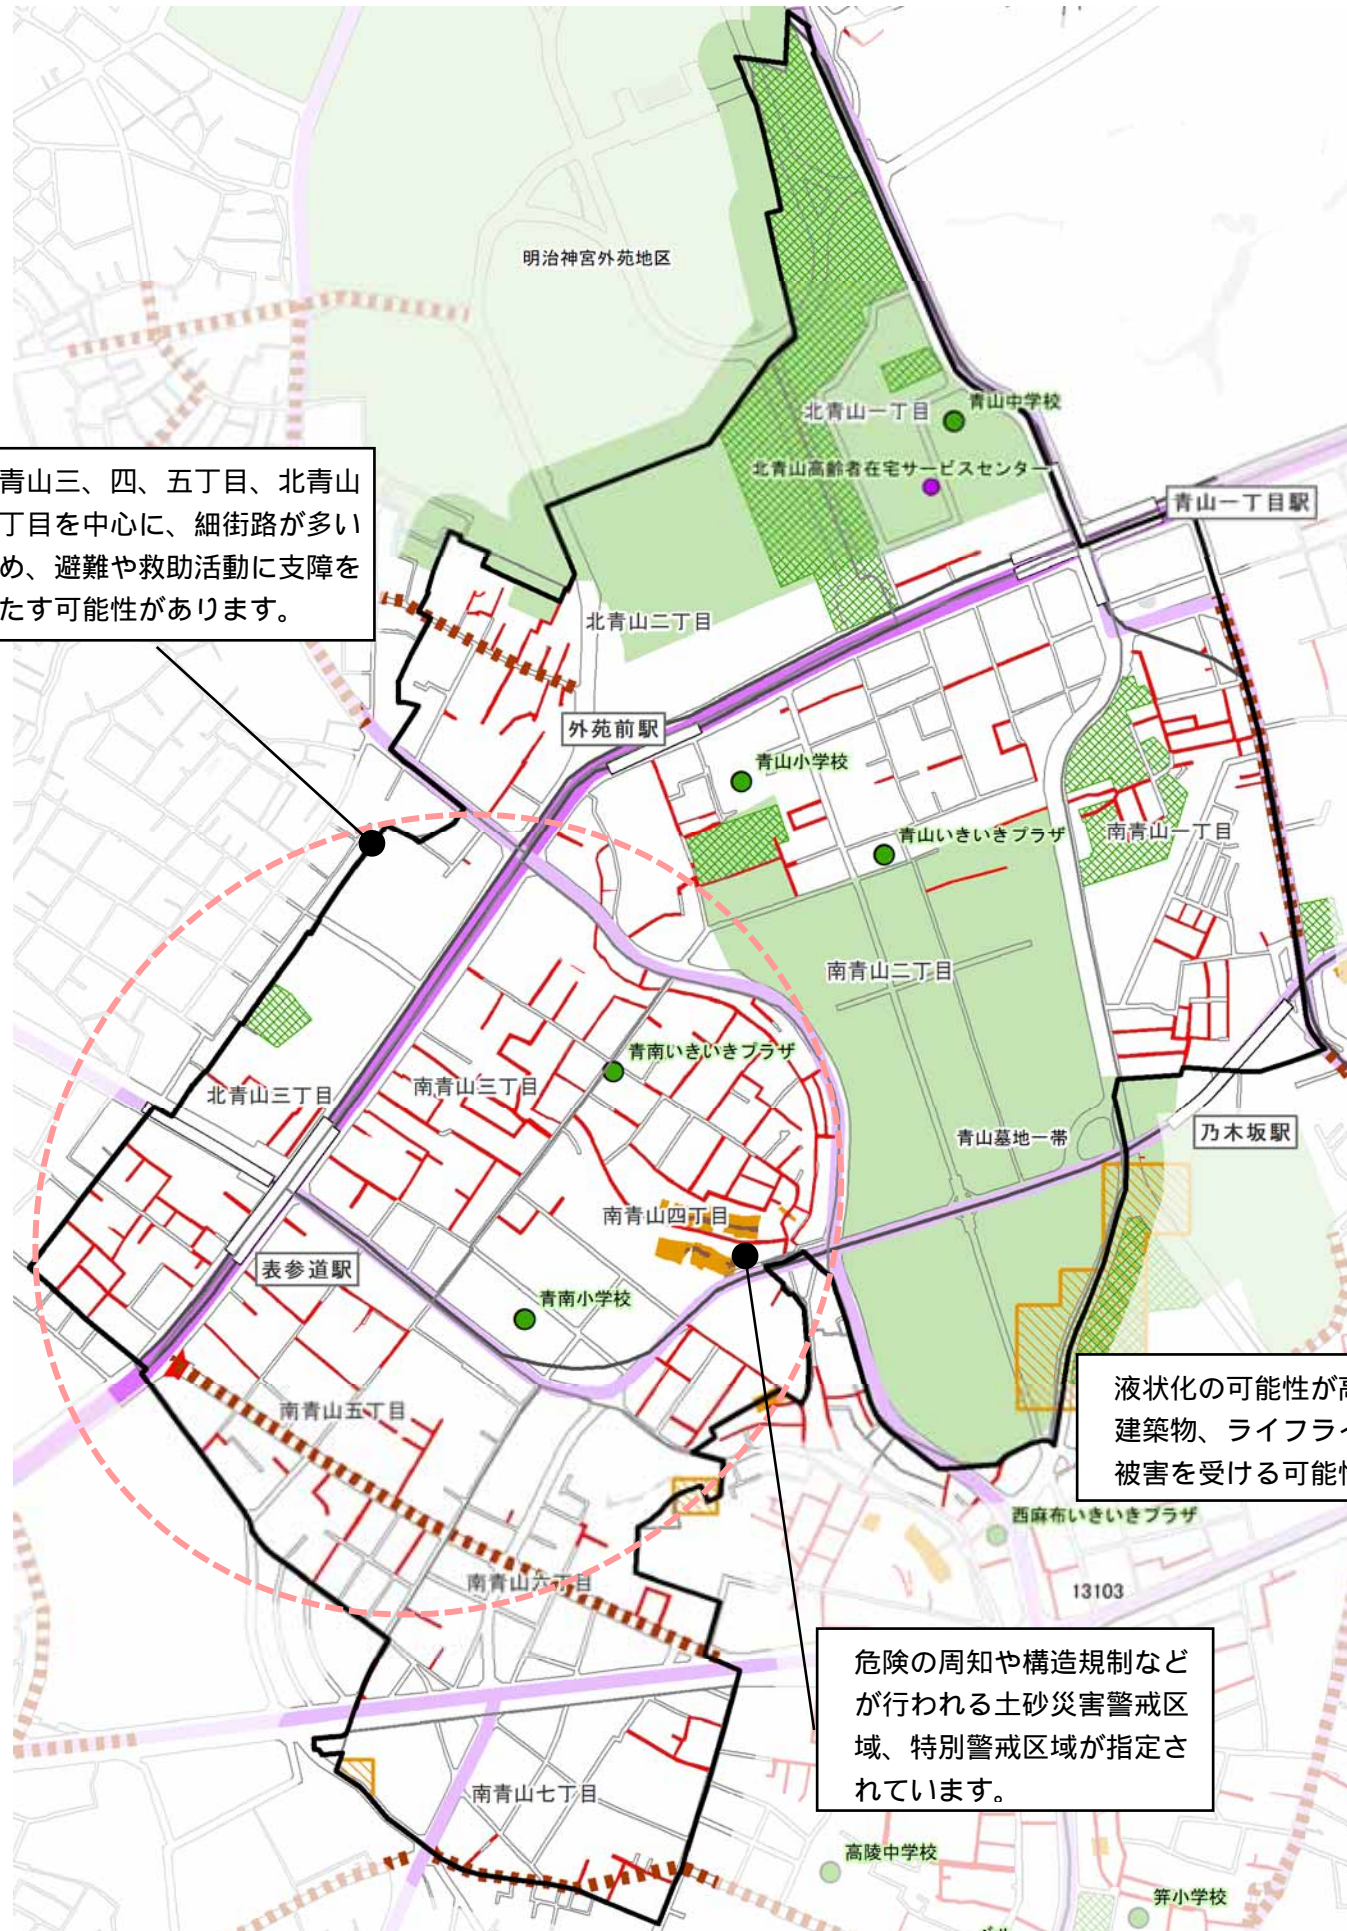 明治神宮外苑地区
北青山一丁目
青山中学校
北青山高齢者在宅サービスセンター
青山一丁目駅
青山三、四、五丁目、北青山
丁目を中心に、細街路が多い
め、避難や救助活動に支障を
たす可能性があります。
北青山二丁目
外苑前駅
青山小学校
青山いきいきプラザ
南青山一丁目
南青山二丁目
青南いきいきプラザ
北青山三丁目
南青山三丁目
青山墓地一帯
乃木坂駅
南青山四丁目
表参道駅
青南小学校
南青山五丁目
液状化の可能性が高
建築物、ライフライ
被害を受ける可能性
西麻布いきいきプラザ
南青山六丁目
13103
危険の周知や構造規制など
が行われる土砂災害警戒区
域、特別警戒区域が指定さ
れています。
南青山七丁目
高陵中学校
笄小学校